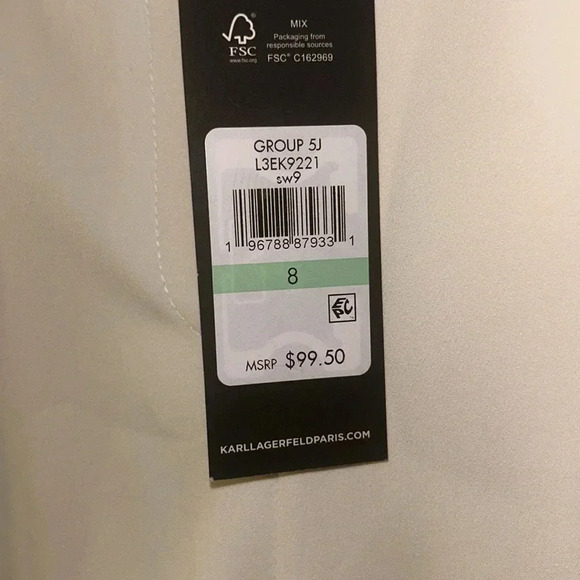 MIX
Packaging from
responsible sources
FSC® C162969
FSC
www.fsc.org
GROUP 5J
L3EK9221
sw9
1 96788 87933 1
8
EPC
MSRP $99.50
KARLLAGERFELDPARIS.COM